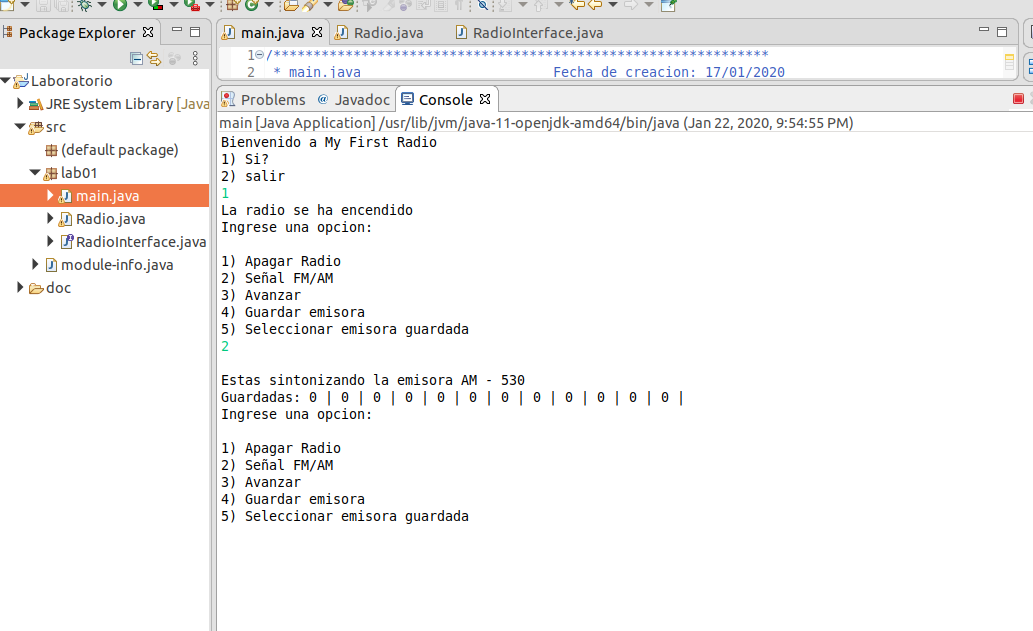 Package Explorer
Laboratorio
JRE System Library [Java
src
(default package)
lab01
main.java
Radio.java
RadioInterface.java
module-info.java
doc
main.java Radio.java RadioInterface.java
1 /**************************************************************
2 * main.java Fecha de creacion: 17/01/2020
Problems @ Javadoc Console
main [Java Application] /usr/lib/jvm/java-11-openjdk-amd64/bin/java (Jan 22, 2020, 9:54:55 PM)
Bienvenido a My First Radio
1) Si?
2) salir
1
La radio se ha encendido
Ingrese una opcion:
1) Apagar Radio
2) Señal FM/AM
3) Avanzar
4) Guardar emisora
5) Seleccionar emisora guardada
2
Estas sintonizando la emisora AM - 530
Guardadas: 0 | 0 | 0 | 0 | 0 | 0 | 0 | 0 | 0 | 0 | 0 | 0 |
Ingrese una opcion:
1) Apagar Radio
2) Señal FM/AM
3) Avanzar
4) Guardar emisora
5) Seleccionar emisora guardada